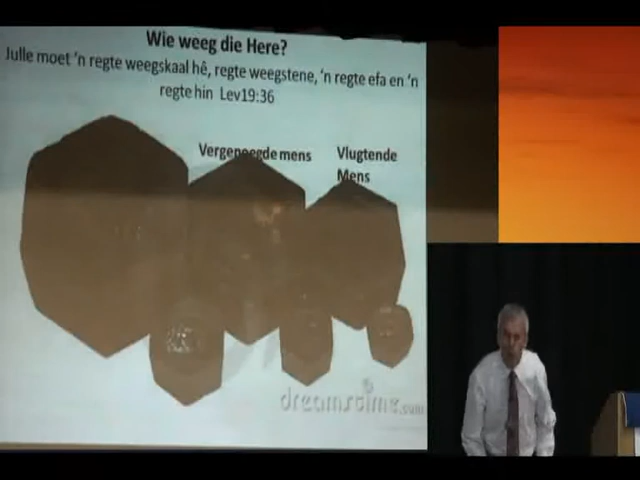 Wie weeg die Here?
Julle moet 'n regte weegskaal hê, regte weegstene, 'n regte efa en 'n
regte hin Lev19:36
Vergenoegde mens
Vlugtende
Mens
dreamstime.com